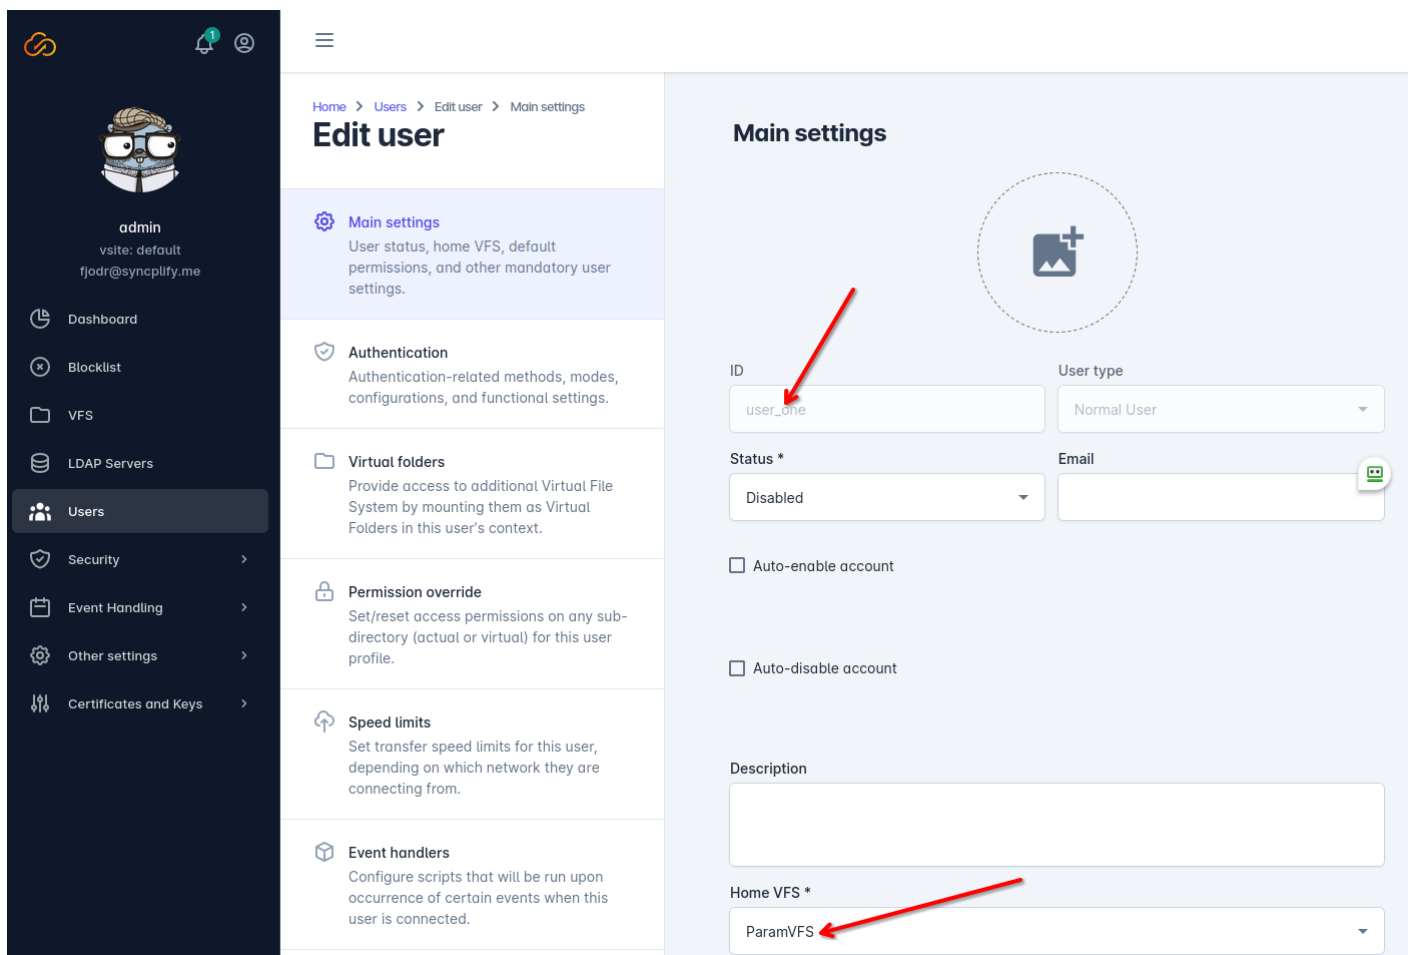 1
admin
vsite: default
fjodr@syncplify.me
Dashboard
Blocklist
VFS
LDAP Servers
Users
Security
Event Handling
Other settings
Certificates and Keys
Home > Users > Edit user > Main settings
Edit user
Main settings
User status, home VFS, default
permissions, and other mandatory user
settings.
Authentication
Authentication-related methods, modes,
configurations, and functional settings.
Virtual folders
Provide access to additional Virtual File
System by mounting them as Virtual
Folders in this user's context.
Permission override
Set/reset access permissions on any sub-
directory (actual or virtual) for this user
profile.
Speed limits
Set transfer speed limits for this user,
depending on which network they are
connecting from.
Event handlers
Configure scripts that will be run upon
occurrence of certain events when this
user is connected.
Main settings
ID
User type
user_one
Normal User
Status *
Email
Disabled
Auto-enable account
Auto-disable account
Description
Home VFS *
ParamVFS